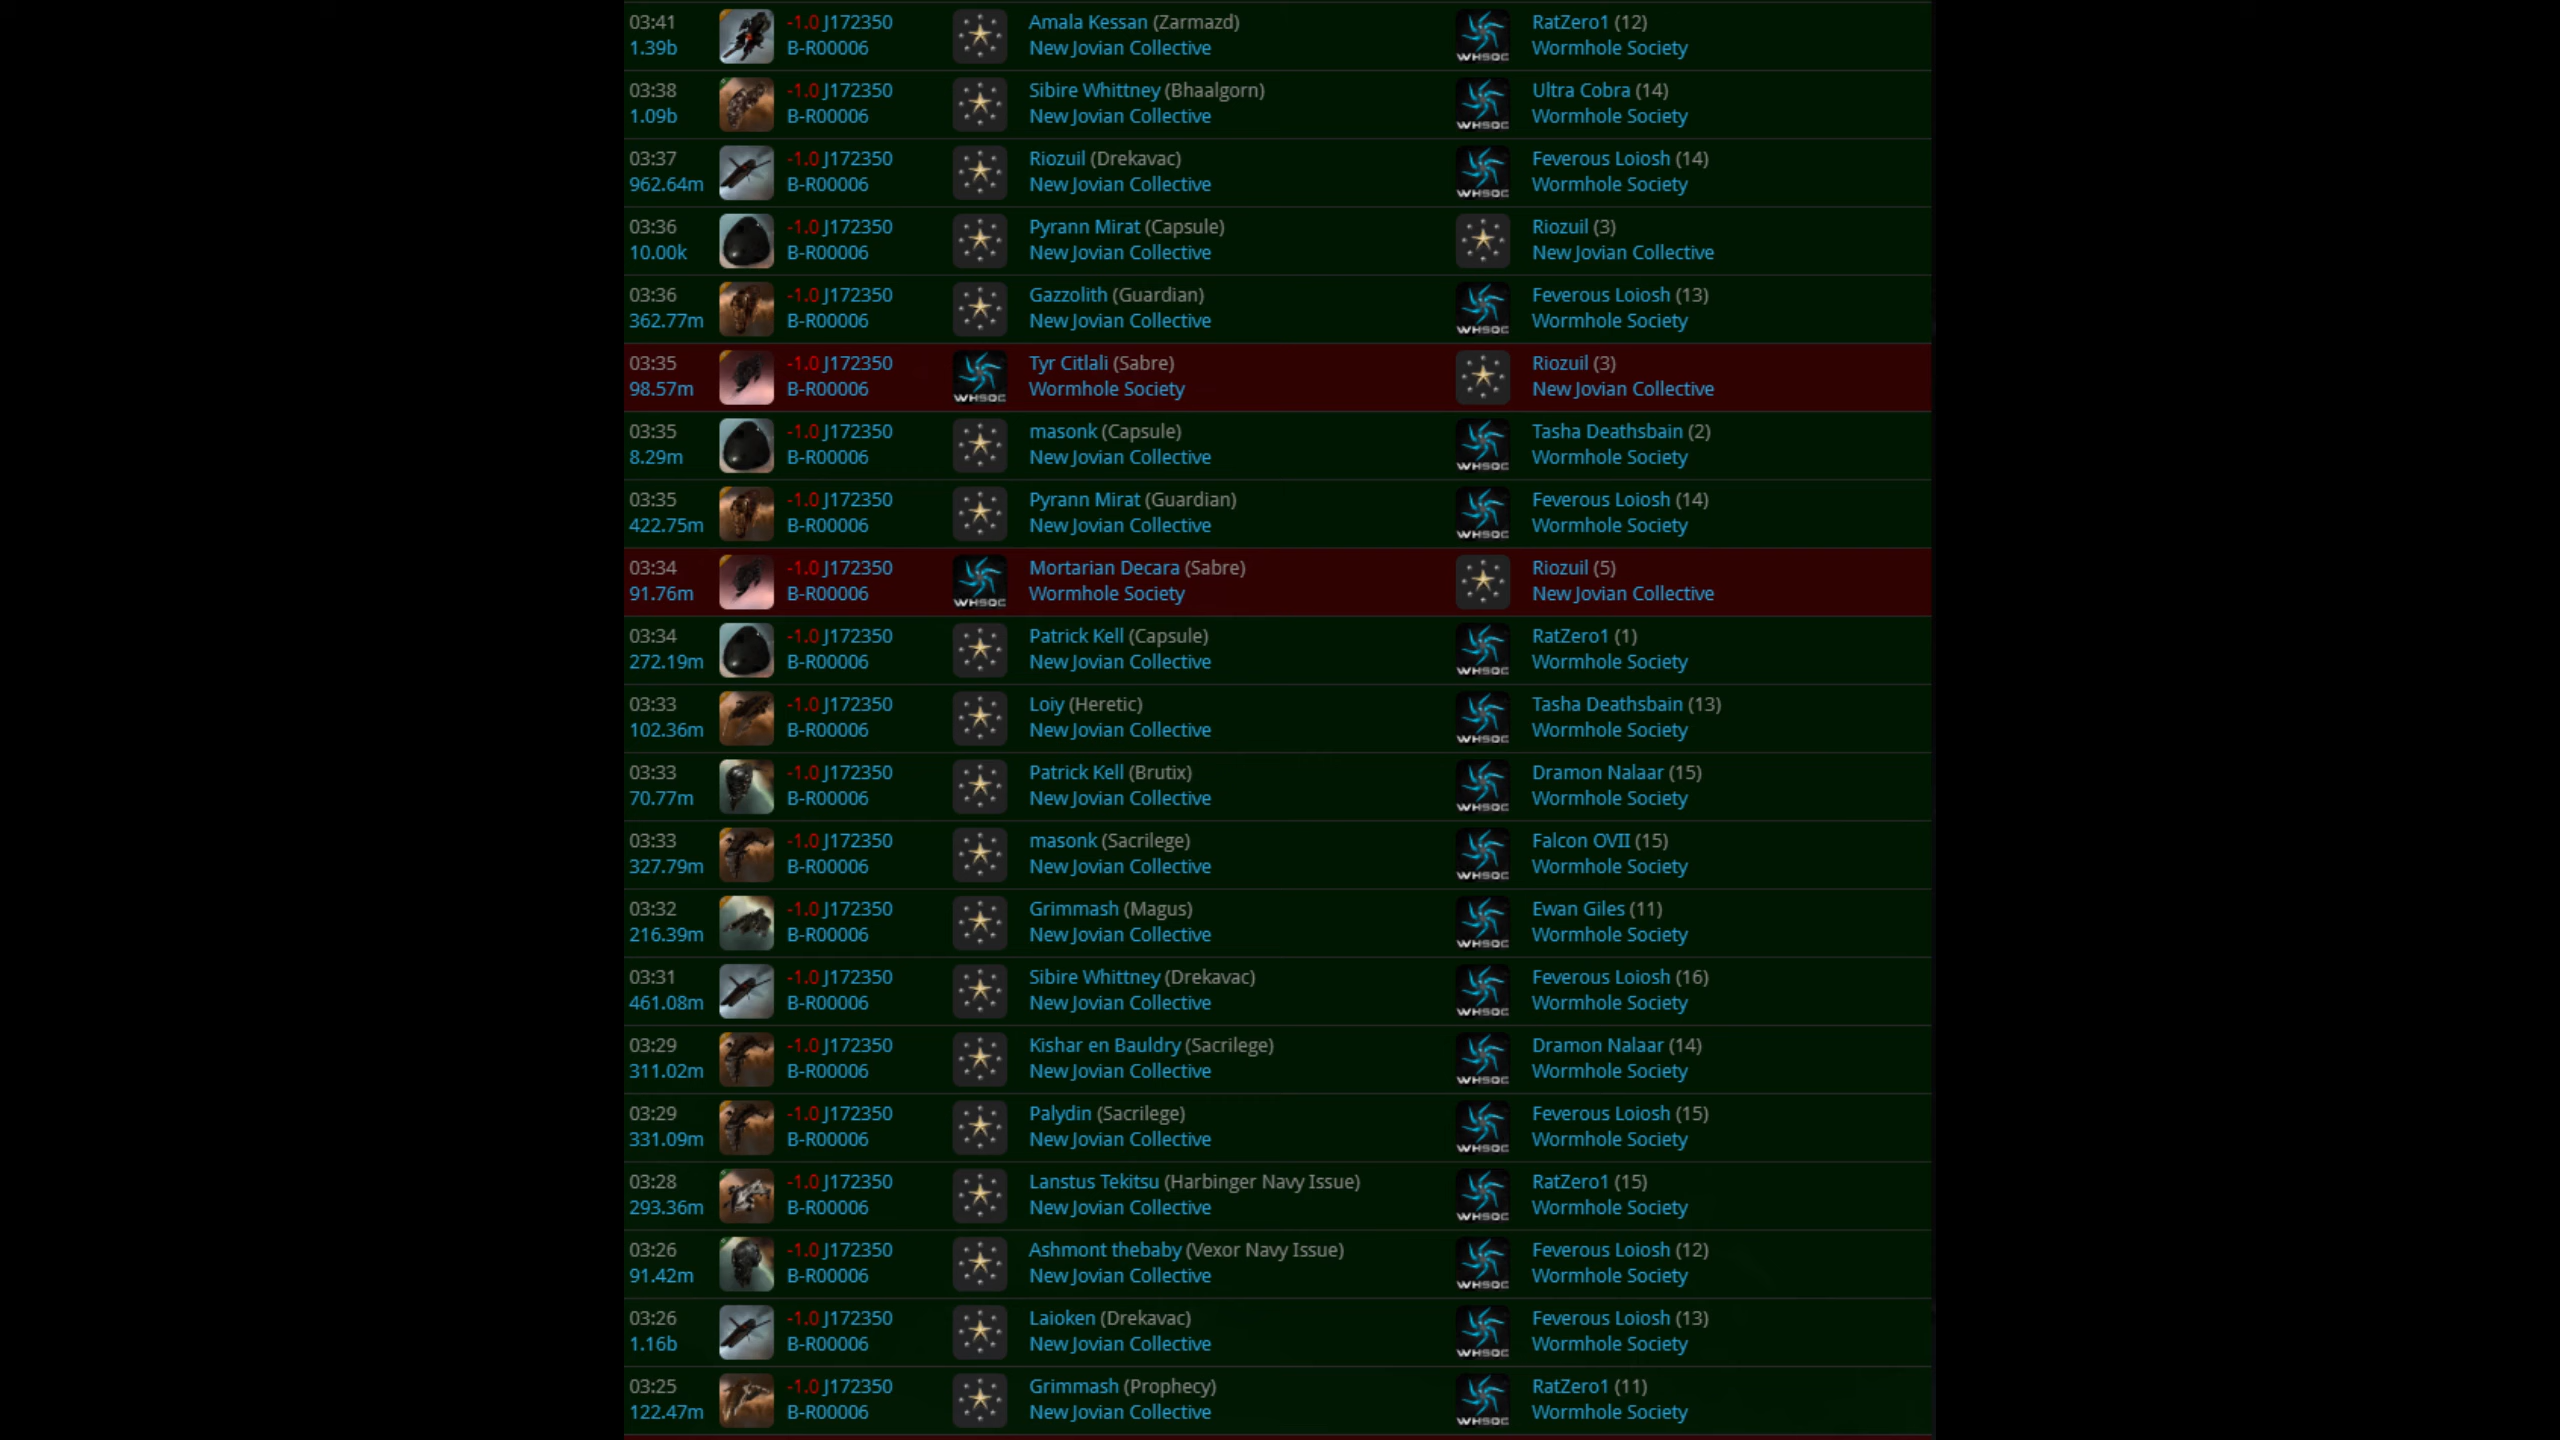 03:41 -1.0 J172350 Amala Kessan (Zarmazd) RatZero1 (12)
1.39b B-R00006 New Jovian Collective WHSOC Wormhole Society
03:38 -1.0 J172350 Sibire Whittney (Bhaalgorn) Ultra Cobra (14)
1.09b B-R00006 New Jovian Collective WHSOC Wormhole Society
03:37 -1.0 J172350 Riozuil (Drekavac) Feverous Loiosh (14)
962.64m B-R00006 New Jovian Collective WHSOC Wormhole Society
03:36 -1.0 J172350 Pyrann Mirat (Capsule) Riozuil (3)
10.00k B-R00006 New Jovian Collective New Jovian Collective
03:36 -1.0 J172350 Gazzolith (Guardian) Feverous Loiosh (13)
362.77m B-R00006 New Jovian Collective WHSOC Wormhole Society
03:35 -1.0 J172350 Tyr Citlali (Sabre) Riozuil (3)
98.57m B-R00006 WHSOC Wormhole Society New Jovian Collective
03:35 -1.0 J172350 masonk (Capsule) Tasha Deathsbain (2)
8.29m B-R00006 New Jovian Collective WHSOC Wormhole Society
03:35 -1.0 J172350 Pyrann Mirat (Guardian) Feverous Loiosh (14)
422.75m B-R00006 New Jovian Collective WHSOC Wormhole Society
03:34 -1.0 J172350 Mortarian Decara (Sabre) Riozuil (5)
91.76m B-R00006 WHSOC Wormhole Society New Jovian Collective
03:34 -1.0 J172350 Patrick Kell (Capsule) RatZero1 (1)
272.19m B-R00006 New Jovian Collective WHSOC Wormhole Society
03:33 -1.0 J172350 Loiy (Heretic) Tasha Deathsbain (13)
102.36m B-R00006 New Jovian Collective WHSOC Wormhole Society
03:33 -1.0 J172350 Patrick Kell (Brutix) Dramon Nalaar (15)
70.77m B-R00006 New Jovian Collective WHSOC Wormhole Society
03:33 -1.0 J172350 masonk (Sacrilege) Falcon OVII (15)
327.79m B-R00006 New Jovian Collective WHSOC Wormhole Society
03:32 -1.0 J172350 Grimmash (Magus) Ewan Giles (11)
216.39m B-R00006 New Jovian Collective WHSOC Wormhole Society
03:31 -1.0 J172350 Sibire Whittney (Drekavac) Feverous Loiosh (16)
461.08m B-R00006 New Jovian Collective WHSOC Wormhole Society
03:29 -1.0 J172350 Kishar en Bauldry (Sacrilege) Dramon Nalaar (14)
311.02m B-R00006 New Jovian Collective WHSOC Wormhole Society
03:29 -1.0 J172350 Palydin (Sacrilege) Feverous Loiosh (15)
331.09m B-R00006 New Jovian Collective WHSOC Wormhole Society
03:28 -1.0 J172350 Lanstus Tekitsu (Harbinger Navy Issue) RatZero1 (15)
293.36m B-R00006 New Jovian Collective WHSOC Wormhole Society
03:26 -1.0 J172350 Ashmont thebaby (Vexor Navy Issue) Feverous Loiosh (12)
91.42m B-R00006 New Jovian Collective WHSOC Wormhole Society
03:26 -1.0 J172350 Laioken (Drekavac) Feverous Loiosh (13)
1.16b B-R00006 New Jovian Collective WHSOC Wormhole Society
03:25 -1.0 J172350 Grimmash (Prophecy) RatZero1 (11)
122.47m B-R00006 New Jovian Collective WHSOC Wormhole Society